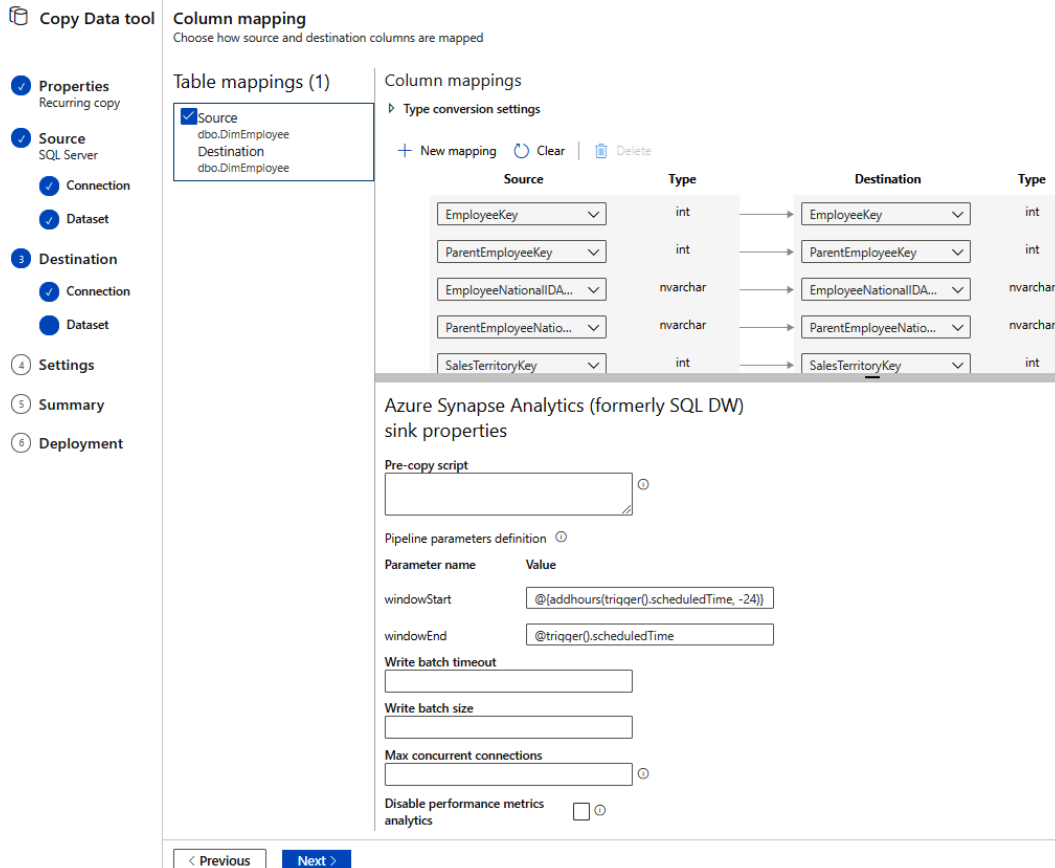 Copy Data tool
Properties
Recurring copy
Source
SQL Server
Connection
Dataset
3
Destination
Connection
Dataset
4
Settings
5
Summary
6
Deployment
Column mapping
Choose how source and destination columns are mapped
Table mappings (1)
Source
dbo.DimEmployee
Destination
dbo.DimEmployee
Column mappings
Type conversion settings
New mapping Clear Delete
Source Type Destination Type
EmployeeKey int EmployeeKey int
ParentEmployeeKey int ParentEmployeeKey int
EmployeeNationalIDA... nvarchar EmployeeNationalIDA... nvarchar
ParentEmployeeNatio... nvarchar ParentEmployeeNatio... nvarchar
SalesTerritoryKey int SalesTerritoryKey int
Azure Synapse Analytics (formerly SQL DW)
sink properties
Pre-copy script
Pipeline parameters definition
Parameter name Value
windowStart @{addhours(trigger().scheduledTime, -24)}
windowEnd @trigger().scheduledTime
Write batch timeout
Write batch size
Max concurrent connections
Disable performance metrics
analytics
< Previous Next >